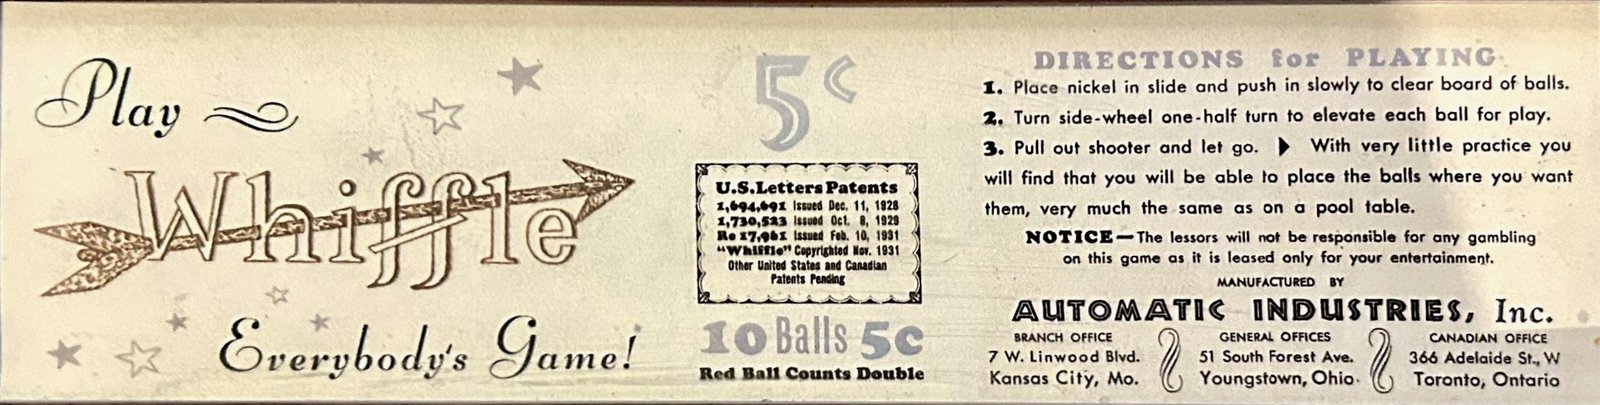 Play
Whiffle
Everybody's Game!
5¢
U.S. Letters Patents
1,694,691 Issued Dec. 11, 1928
1,730,523 Issued Oct. 8, 1929
Re 17,961 Issued Feb. 10, 1931
"Whiffle" Copyrighted Nov. 1931
Other United States and Canadian
Patents Pending
10 Balls 5c
Red Ball Counts Double
DIRECTIONS for PLAYING
1. Place nickel in slide and push in slowly to clear board of balls.
2. Turn side-wheel one-half turn to elevate each ball for play.
3. Pull out shooter and let go. ▶ With very little practice you
will find that you will be able to place the balls where you want
them, very much the same as on a pool table.
NOTICE—The lessors will not be responsible for any gambling
on this game as it is leased only for your entertainment.
MANUFACTURED BY
AUTOMATIC INDUSTRIES, Inc.
BRANCH OFFICE
7 W. Linwood Blvd.
Kansas City, Mo.
GENERAL OFFICES
51 South Forest Ave.
Youngstown, Ohio
CANADIAN OFFICE
366 Adelaide St., W
Toronto, Ontario